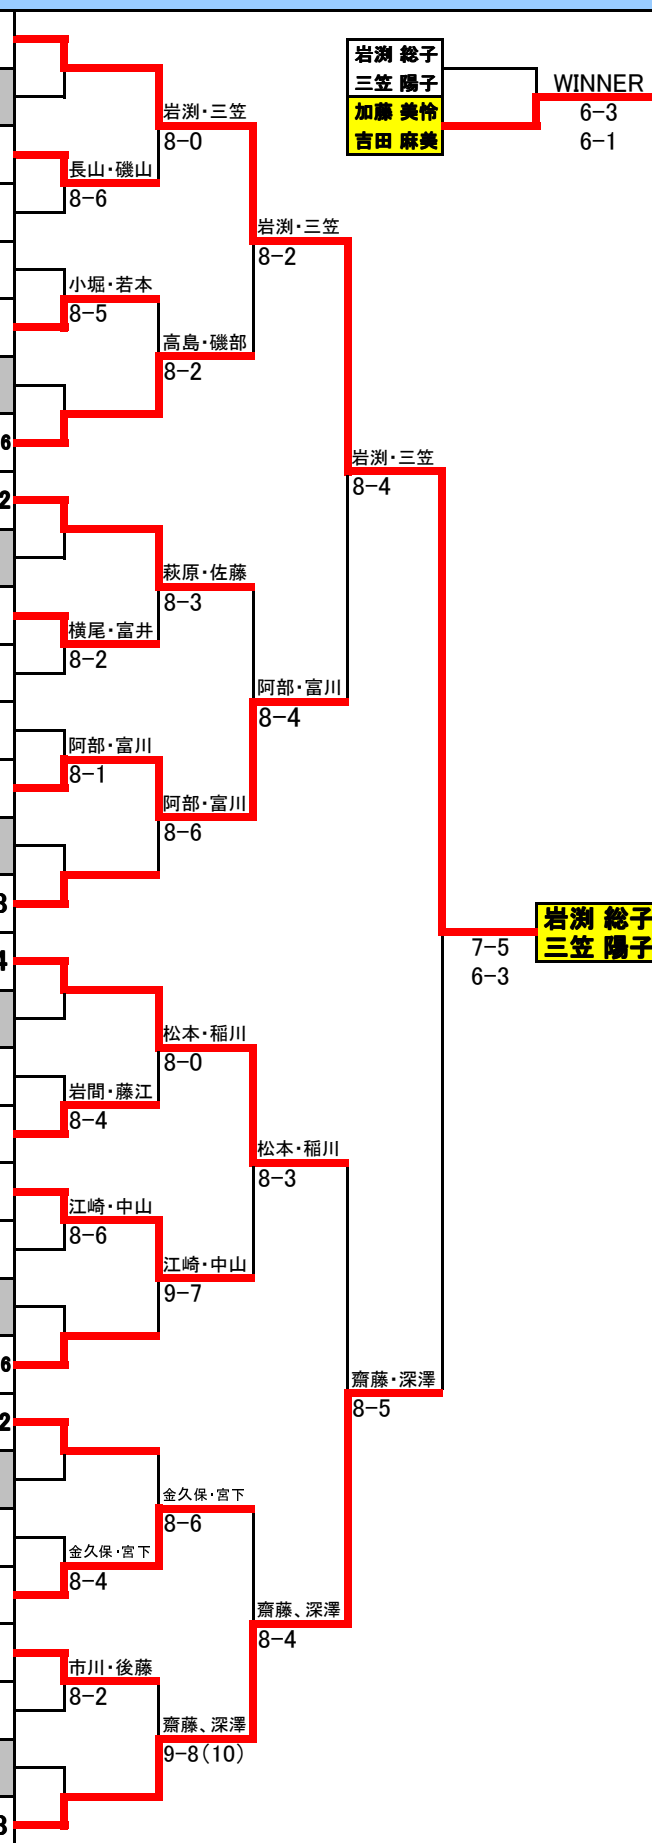 岩渕 総子
三笠 陽子
加藤 美怜
吉田 麻美
WINNER
6-3
6-1
岩渕・三笠
8-0
長山・磯山
8-6
岩渕・三笠
8-2
小堀・若本
8-5
高島・磯部
8-2
6
岩渕・三笠
8-4
2
萩原・佐藤
8-3
横尾・富井
8-2
阿部・富川
8-4
阿部・富川
8-1
阿部・富川
8-6
3
岩渕 総子
三笠 陽子
7-5
6-3
4
松本・稲川
8-0
岩間・藤江
8-4
松本・稲川
8-3
江崎・中山
8-6
江崎・中山
9-7
6
齋藤・深澤
8-5
2
金久保・宮下
8-6
金久保・宮下
8-4
齋藤、深澤
8-4
市川・後藤
8-2
齋藤、深澤
9-8(10)
3